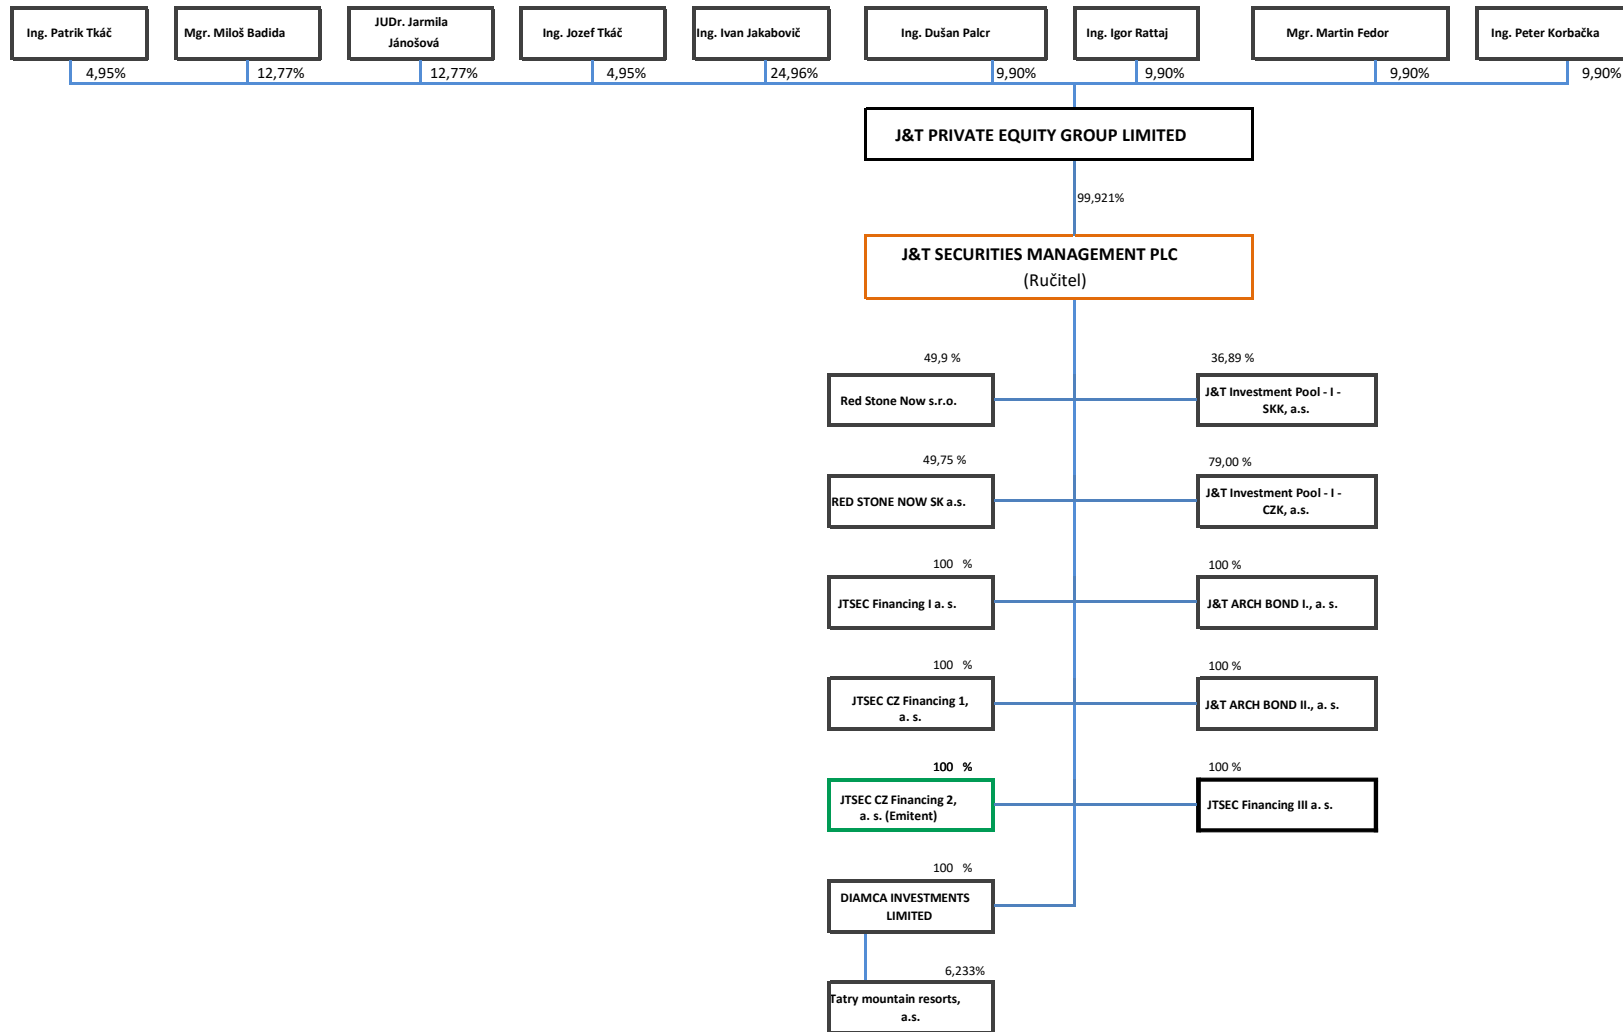 Ing. Patrik Tkáč
Mgr. Miloš Badida
JUDr. Jarmila
Jánošová
Ing. Jozef Tkáč
Ing. Ivan Jakabovič
Ing. Dušan Palcr
Ing. Igor Rattaj
Mgr. Martin Fedor
Ing. Peter Korbačka
4,95%
12,77%
12,77%
4,95%
24,96%
9,90%
9,90%
9,90%
9,90%
J&T PRIVATE EQUITY GROUP LIMITED
99,921%
J&T SECURITIES MANAGEMENT PLC
(Ručitel)
49,9 %
Red Stone Now s.r.o.
36,89 %
J&T Investment Pool - I -
SKK, a.s.
49,75 %
RED STONE NOW SK a.s.
79,00 %
J&T Investment Pool - I -
CZK, a.s.
100 %
JTSEC Financing I a. s.
100 %
J&T ARCH BOND I., a. s.
100 %
JTSEC CZ Financing 1,
a. s.
100 %
J&T ARCH BOND II., a. s.
100 %
JTSEC CZ Financing 2,
a. s. (Emitent)
100 %
JTSEC Financing III a. s.
100 %
DIAMCA INVESTMENTS
LIMITED
6,233%
Tatry mountain resorts,
a.s.